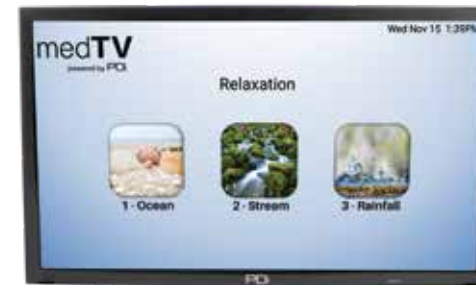 Wed Nov 15 1:39PM
medTV
powered by PDi
Relaxation
1 - Ocean
2 - Stream
3 - Rainfall
PDi